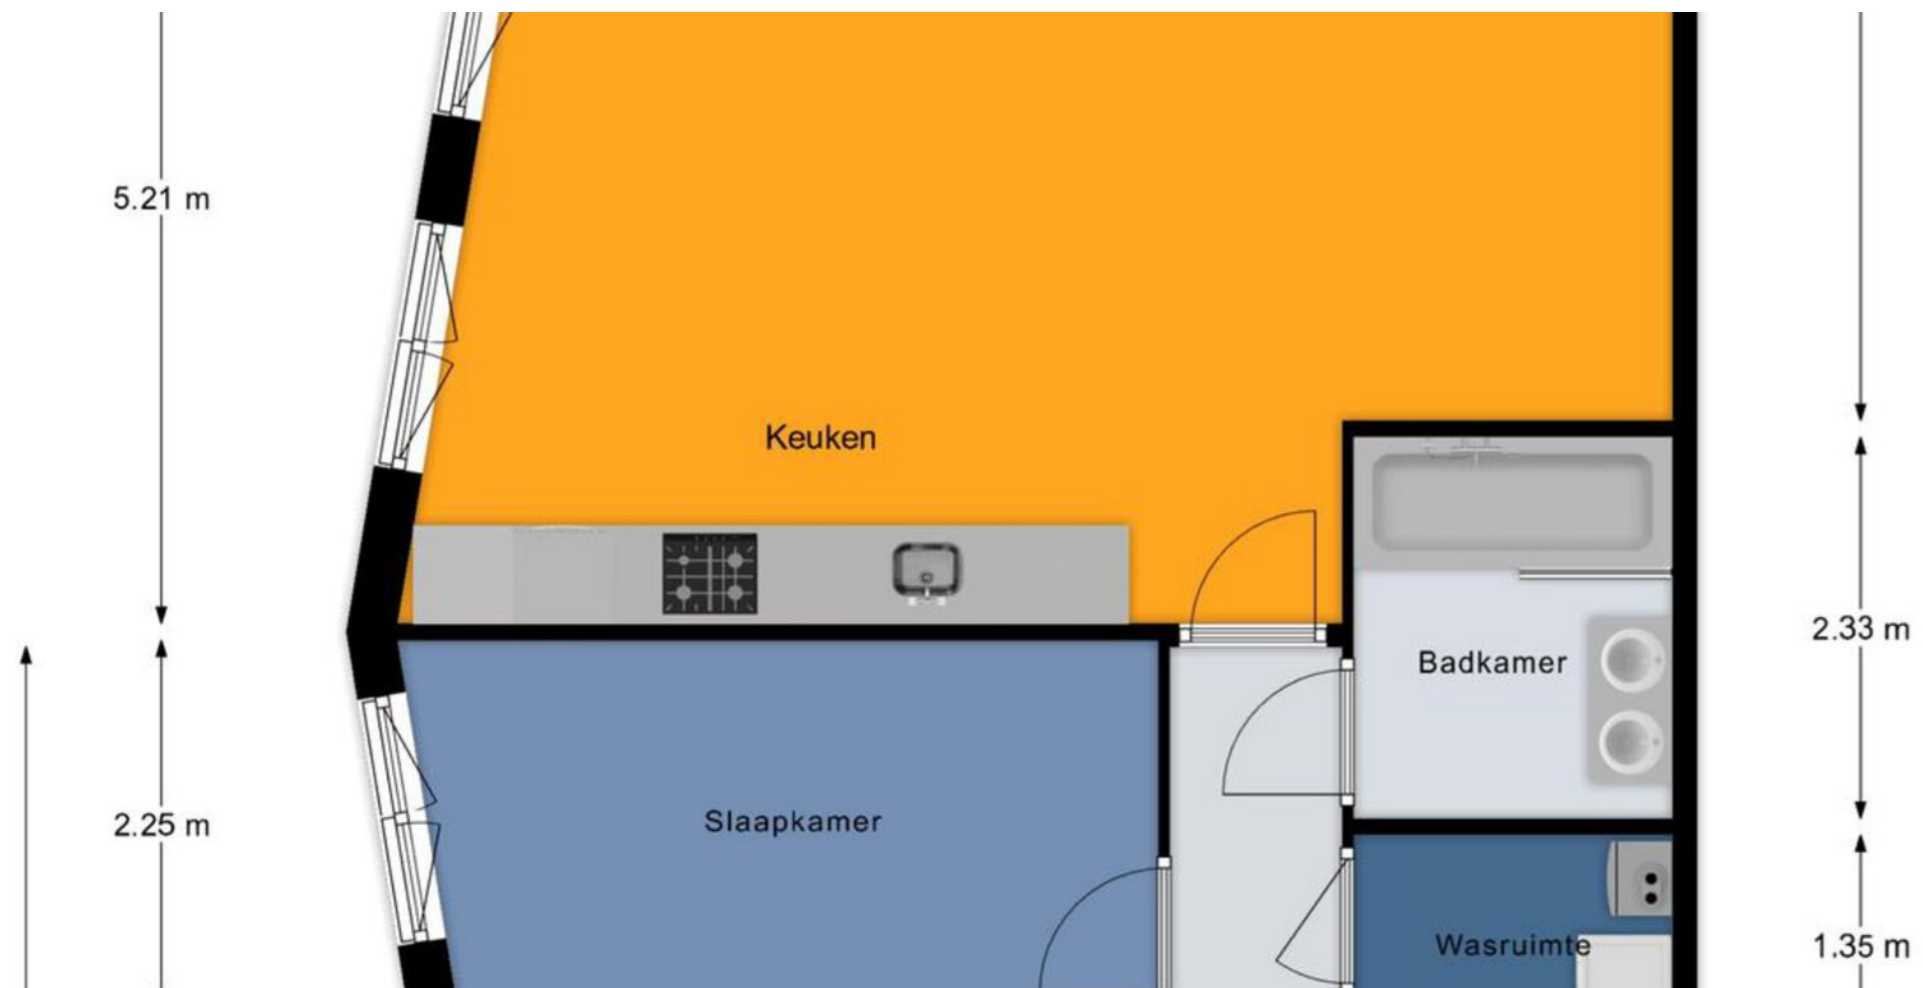 5.21 m
Keuken
2.33 m
Badkamer
2.25 m
Slaapkamer
Wasruimte
1.35 m